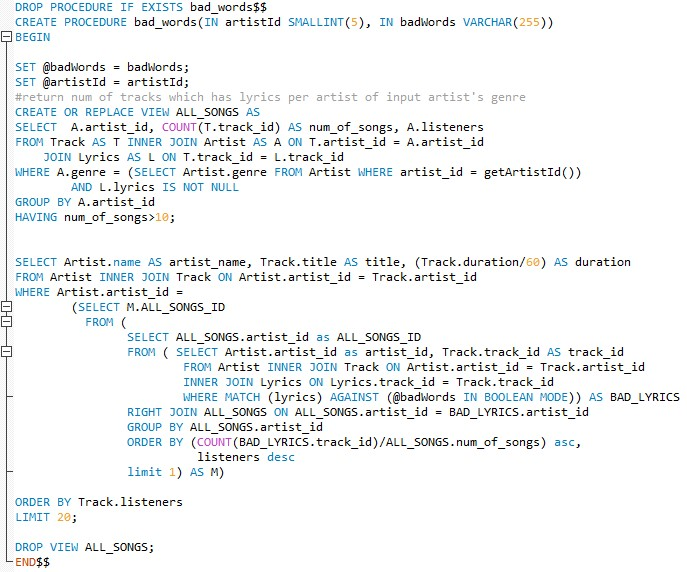 DROP PROCEDURE IF EXISTS bad_words$$
CREATE PROCEDURE bad_words(IN artistId SMALLINT(5), IN badWords VARCHAR(255))
BEGIN
SET @badWords = badWords;
SET @artistId = artistId;
#return num of tracks which has lyrics per artist of input artist's genre
CREATE OR REPLACE VIEW ALL_SONGS AS
SELECT  A.artist_id, COUNT(T.track_id) AS num_of_songs, A.listeners
FROM Track AS T INNER JOIN Artist AS A ON T.artist_id = A.artist_id
    JOIN Lyrics AS L ON T.track_id = L.track_id
WHERE A.genre = (SELECT Artist.genre FROM Artist WHERE artist_id = getArtistId())
        AND L.lyrics IS NOT NULL
GROUP BY A.artist_id
HAVING num_of_songs>10;
SELECT Artist.name AS artist_name, Track.title AS title, (Track.duration/60) AS duration
FROM Artist INNER JOIN Track ON Artist.artist_id = Track.artist_id
WHERE Artist.artist_id =
        (SELECT M.ALL_SONGS_ID
          FROM (
                SELECT ALL_SONGS.artist_id as ALL_SONGS_ID
                FROM ( SELECT Artist.artist_id as artist_id, Track.track_id AS track_id
                        FROM Artist INNER JOIN Track ON Artist.artist_id = Track.artist_id
                        INNER JOIN Lyrics ON Lyrics.track_id = Track.track_id
                        WHERE MATCH (lyrics) AGAINST (@badWords IN BOOLEAN MODE)) AS BAD_LYRICS
                RIGHT JOIN ALL_SONGS ON ALL_SONGS.artist_id = BAD_LYRICS.artist_id
                GROUP BY ALL_SONGS.artist_id
                ORDER BY (COUNT(BAD_LYRICS.track_id)/ALL_SONGS.num_of_songs) asc,
                          listeners desc
                limit 1) AS M)
ORDER BY Track.listeners
LIMIT 20;
DROP VIEW ALL_SONGS;
END$$